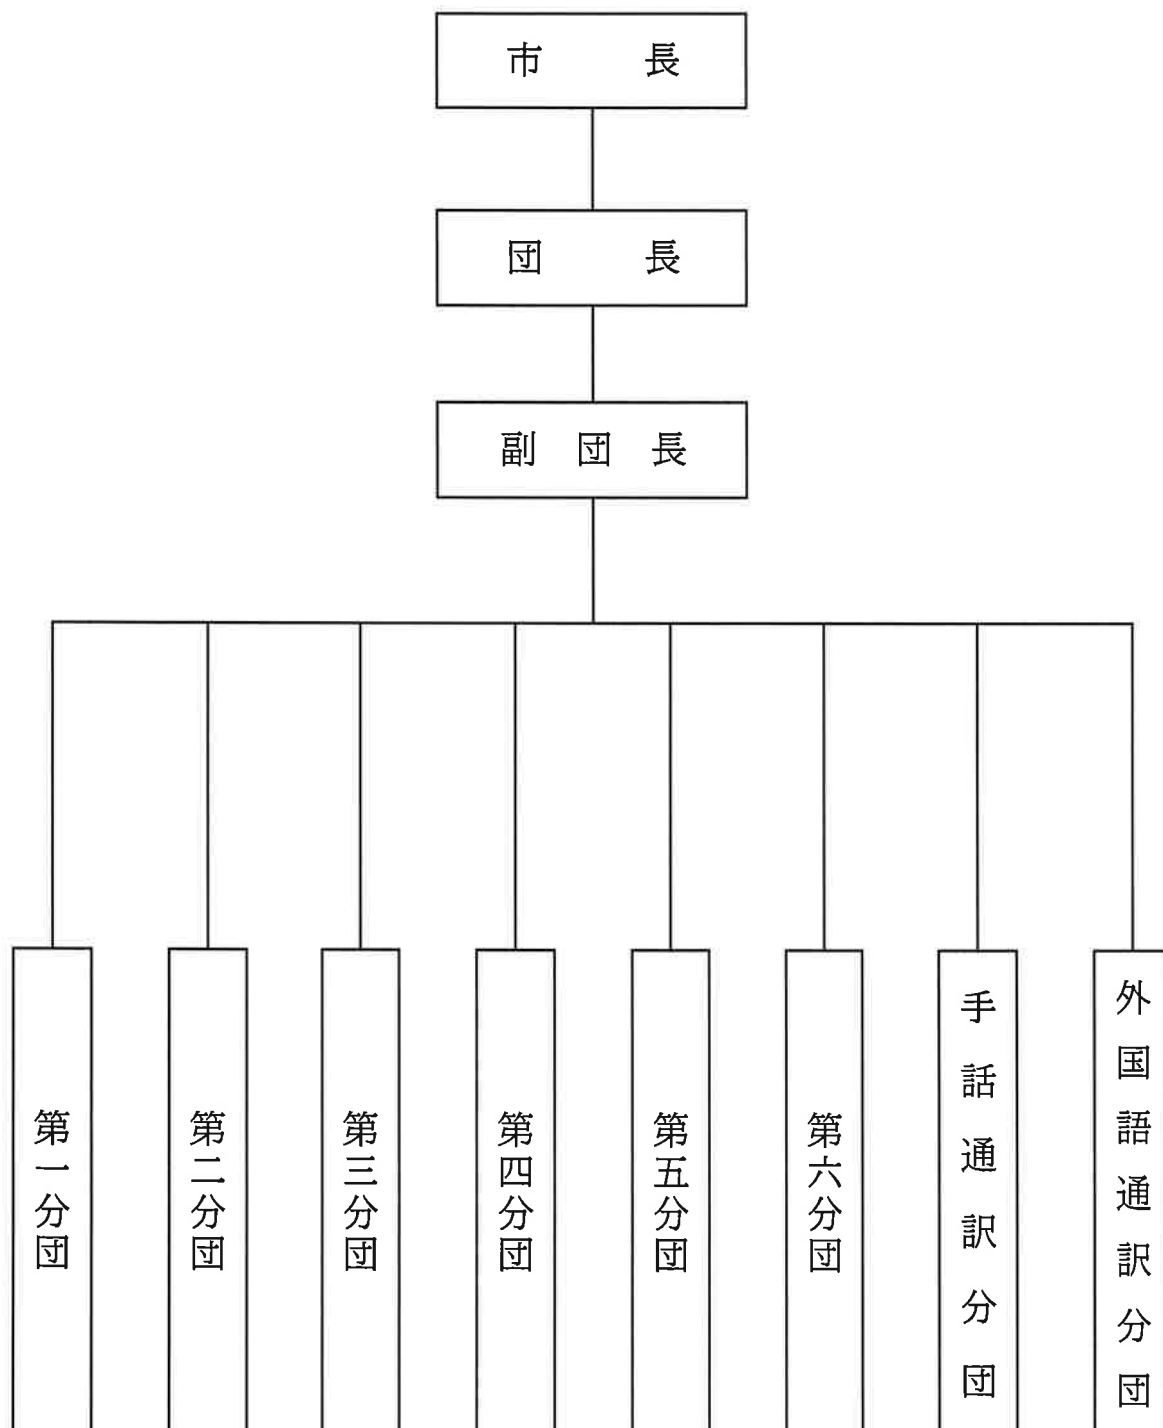 市長
団長
副団長
第一分団
第二分団
第三分団
第四分団
第五分団
第六分団
手話通訳分団
外国語通訳分団